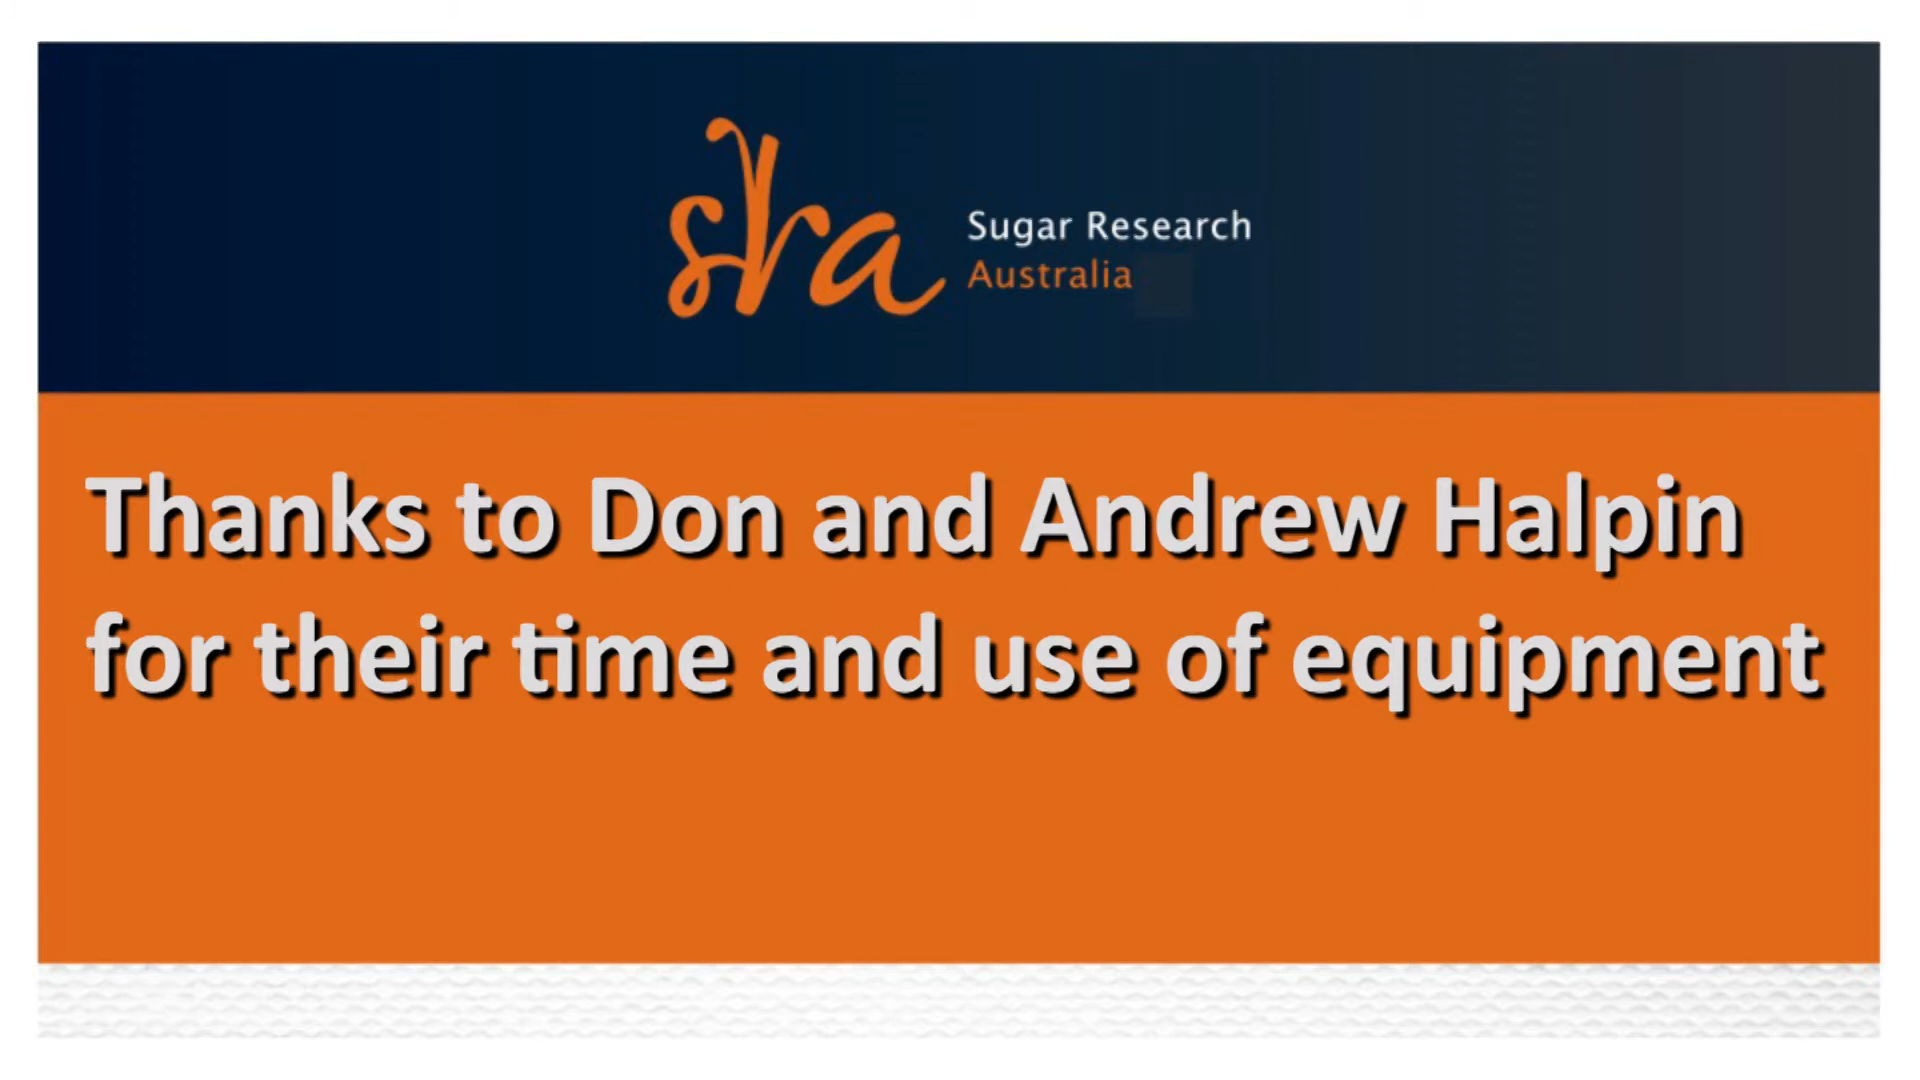 sra
Sugar Research
Australia
Thanks to Don and Andrew Halpin
for their time and use of equipment